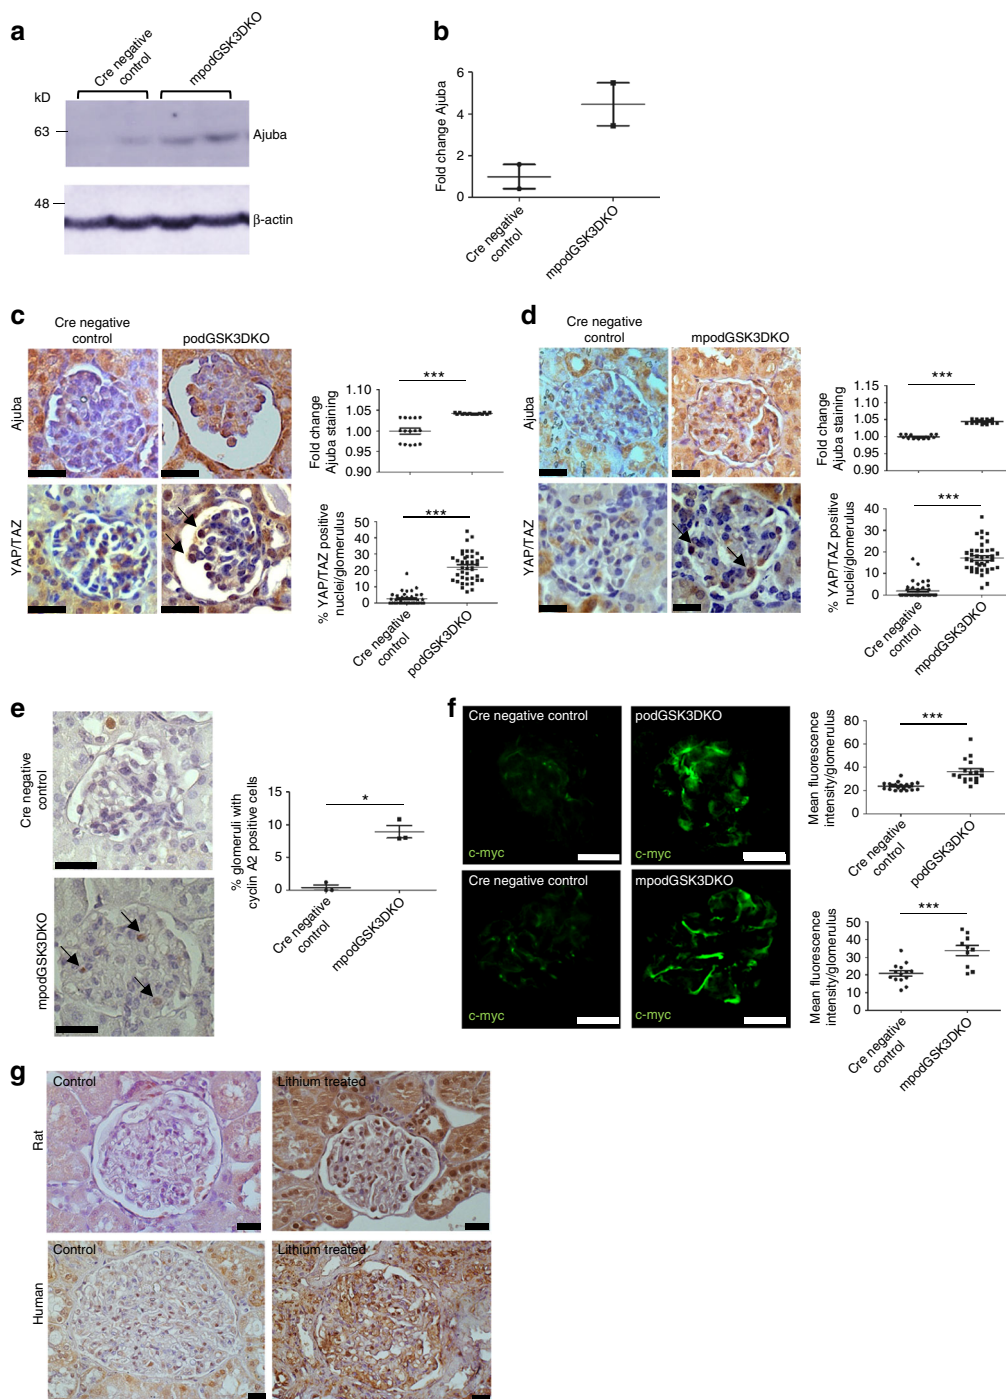 a
Cre negative
control
mpodGSK3DKO
kD
63
Ajuba
48
β-actin
b
Fold change Ajuba
6
4
2
0
Cre negative
control
mpodGSK3DKO
c
Cre negative
control
podGSK3DKO
Ajuba
YAP/TAZ
Fold change
Ajuba staining
1.10
1.05
1.00
0.95
0.90
***
% YAP/TAZ positive
nuclei/glomerulus
50
40
30
20
10
0
***
Cre negative
control
podGSK3DKO
d
Cre negative
control
mpodGSK3DKO
Ajuba
YAP/TAZ
Fold change
Ajuba staining
1.15
1.10
1.05
1.00
0.95
0.90
***
% YAP/TAZ positive
nuclei/glomerulus
40
30
20
10
0
***
Cre negative
control
mpodGSK3DKO
e
Cre negative
control
mpodGSK3DKO
% glomeruli with
cyclin A2 positive cells
15
10
5
0
*
Cre negative
control
mpodGSK3DKO
f
Cre negative control
podGSK3DKO
c-myc
c-myc
Cre negative control
mpodGSK3DKO
c-myc
c-myc
Mean fluorescence
intensity/glomerulus
80
60
40
20
0
***
Cre negative
control
podGSK3DKO
Mean fluorescence
intensity/glomerulus
50
40
30
20
10
0
***
Cre negative
control
mpodGSK3DKO
g
Rat
Control
Lithium treated
Human
Control
Lithium treated